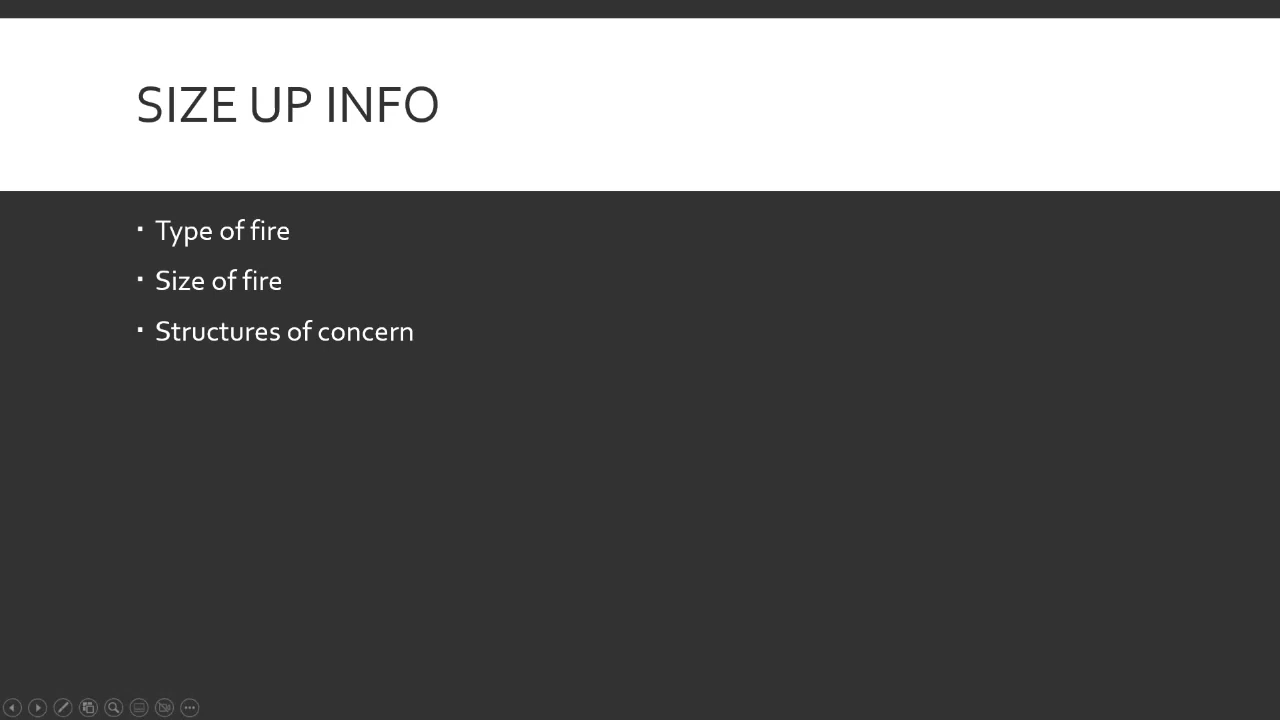 SIZE UP INFO
▪ Type of fire
▪ Size of fire
▪ Structures of concern